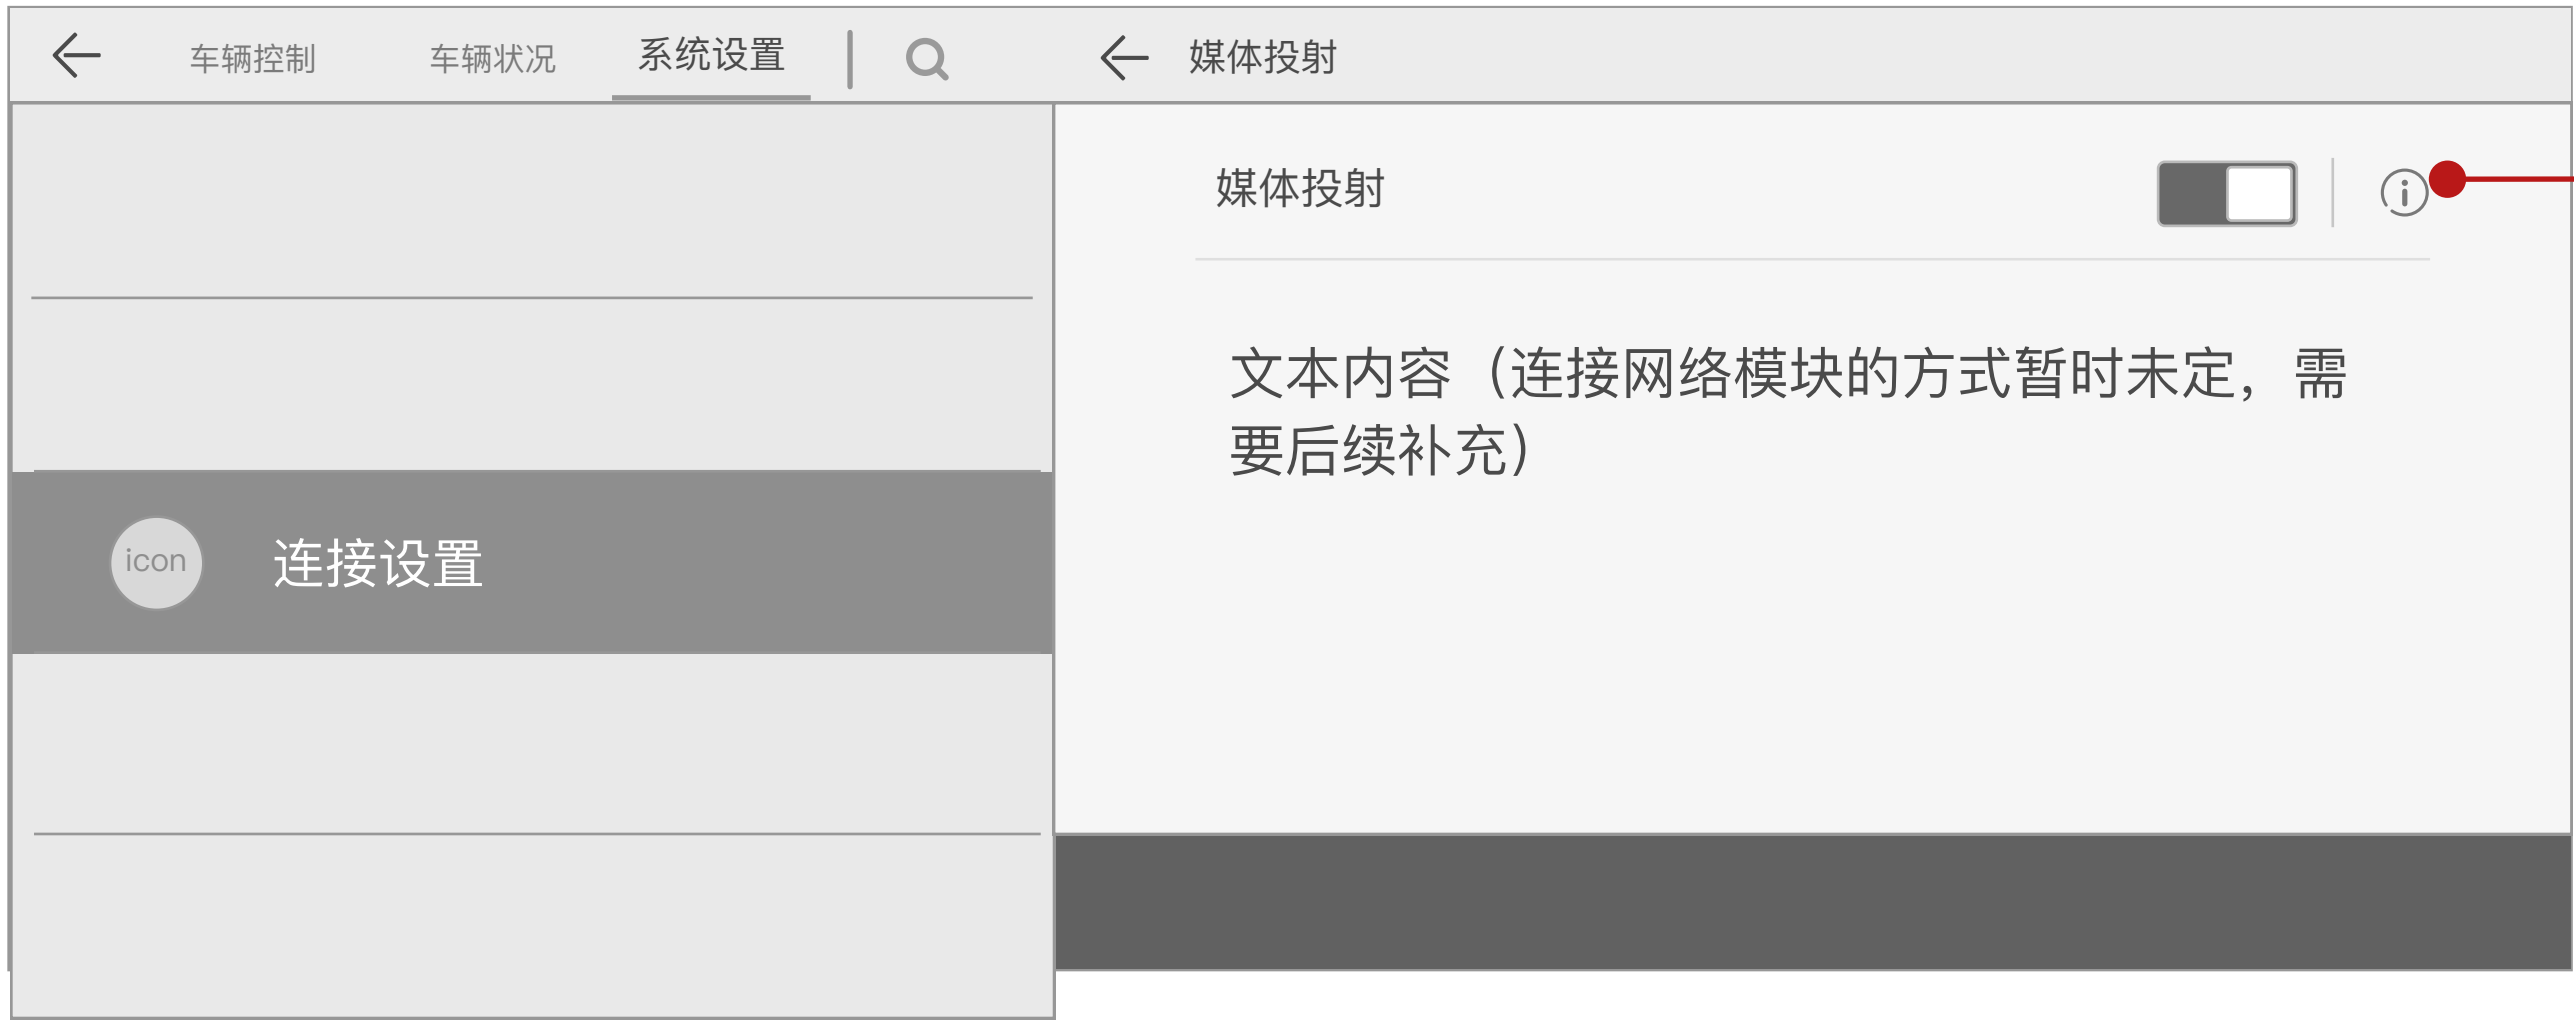 车辆控制 车辆状况 系统设置 媒体投射
媒体投射
文本内容（连接网络模块的方式暂时未定，需
要后续补充）
icon 连接设置